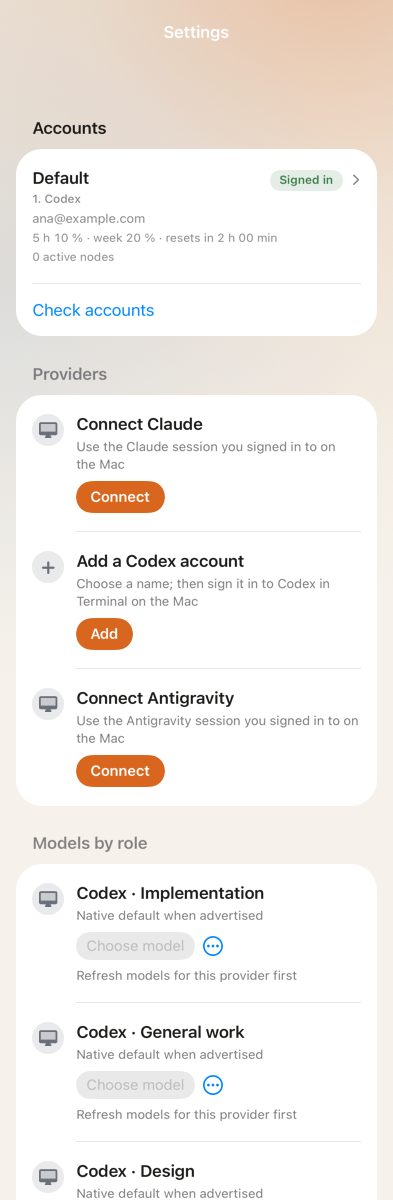 Settings
Accounts
Default
Signed in
1. Codex
ana@example.com
5 h 10 % · week 20 % · resets in 2 h 00 min
0 active nodes
Check accounts
Providers
Connect Claude
Use the Claude session you signed in to on
the Mac
Connect
Add a Codex account
Choose a name; then sign it in to Codex in
Terminal on the Mac
Add
Connect Antigravity
Use the Antigravity session you signed in to on
the Mac
Connect
Models by role
Codex · Implementation
Native default when advertised
Choose model
Refresh models for this provider first
Codex · General work
Native default when advertised
Choose model
Refresh models for this provider first
Codex · Design
Native default when advertised